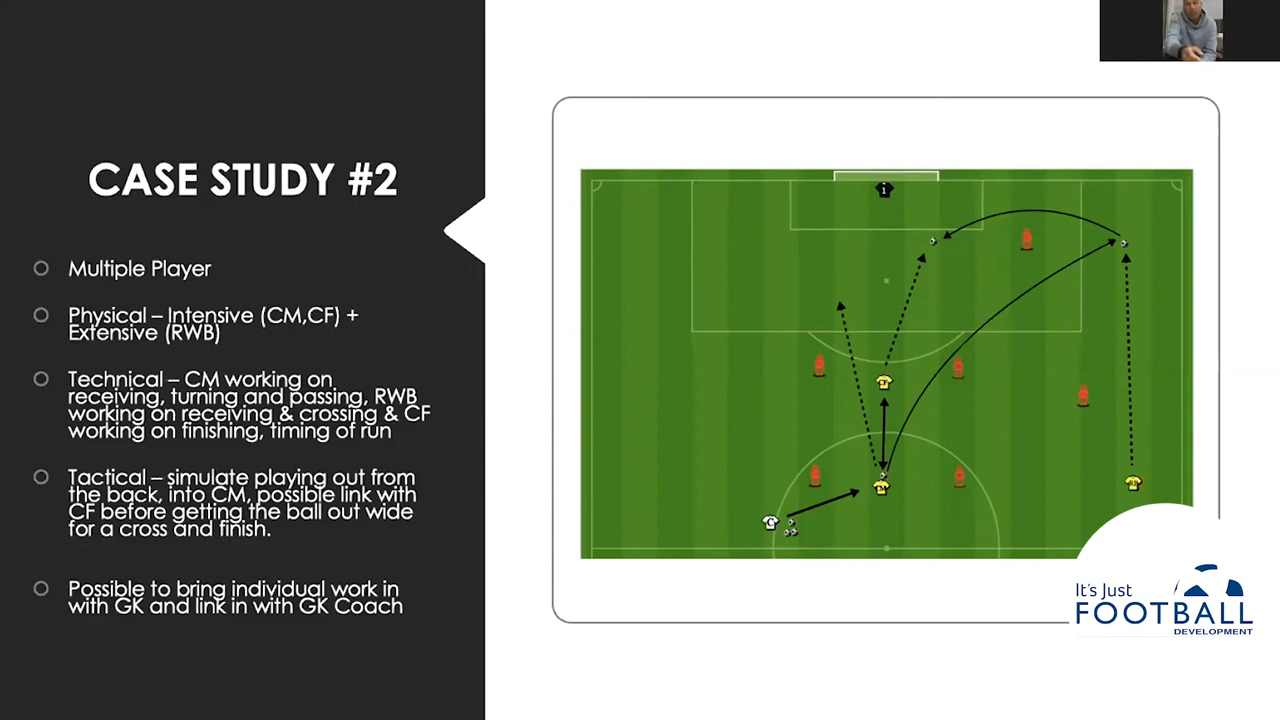 CASE STUDY #2
Multiple Player
Physical – Intensive (CM,CF) +
Extensive (RWB)
Technical – CM working on
receiving, turning and passing, RWB
working on receiving & crossing & CF
working on finishing, timing of run
Tactical – simulate playing out from
the back, into CM, possible link with
CF before getting the ball out wide
for a cross and finish.
Possible to bring individual work in
with GK and link in with GK Coach
1
C
It's Just
FOOTBALL
DEVELOPMENT